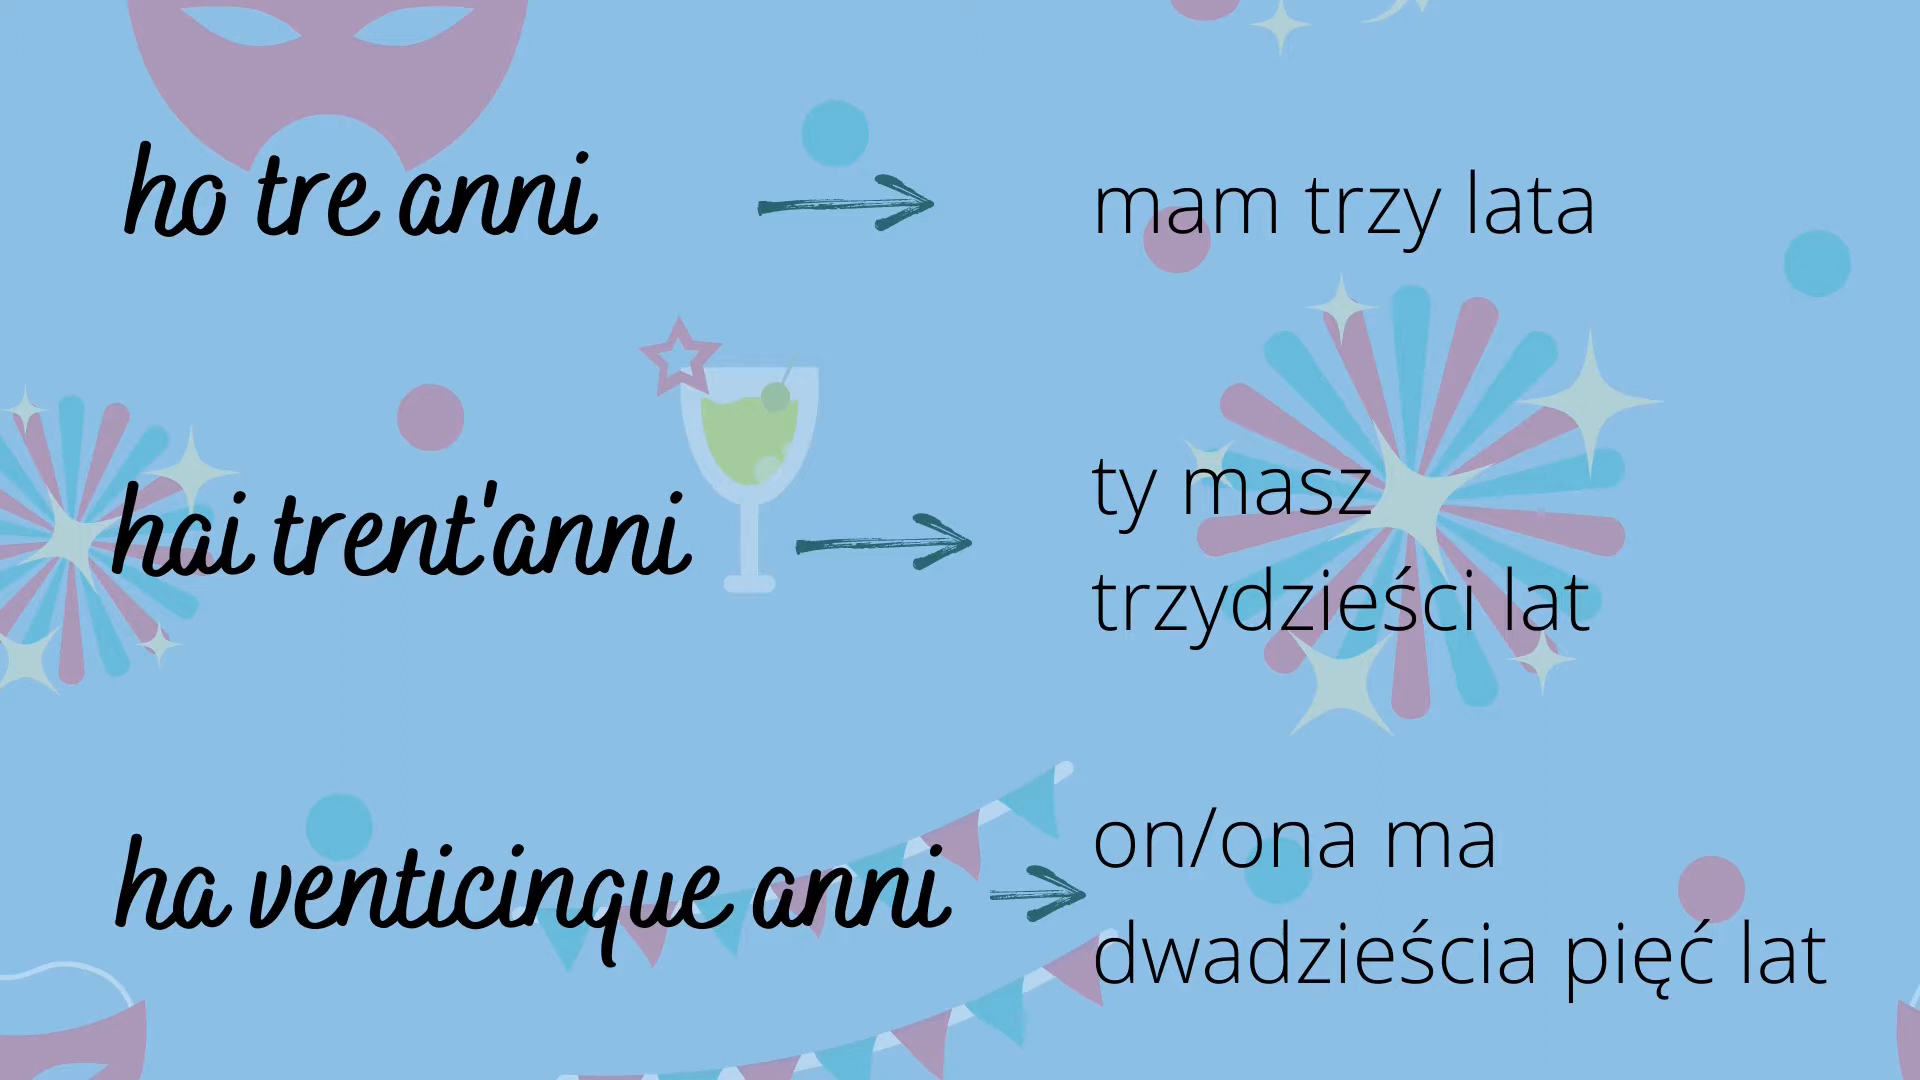 ho tre anni
mam trzy lata
hai trent'anni
ty masz
trzydzieści lat
ha venticinque anni
on/ona ma
dwadzieścia pięć lat